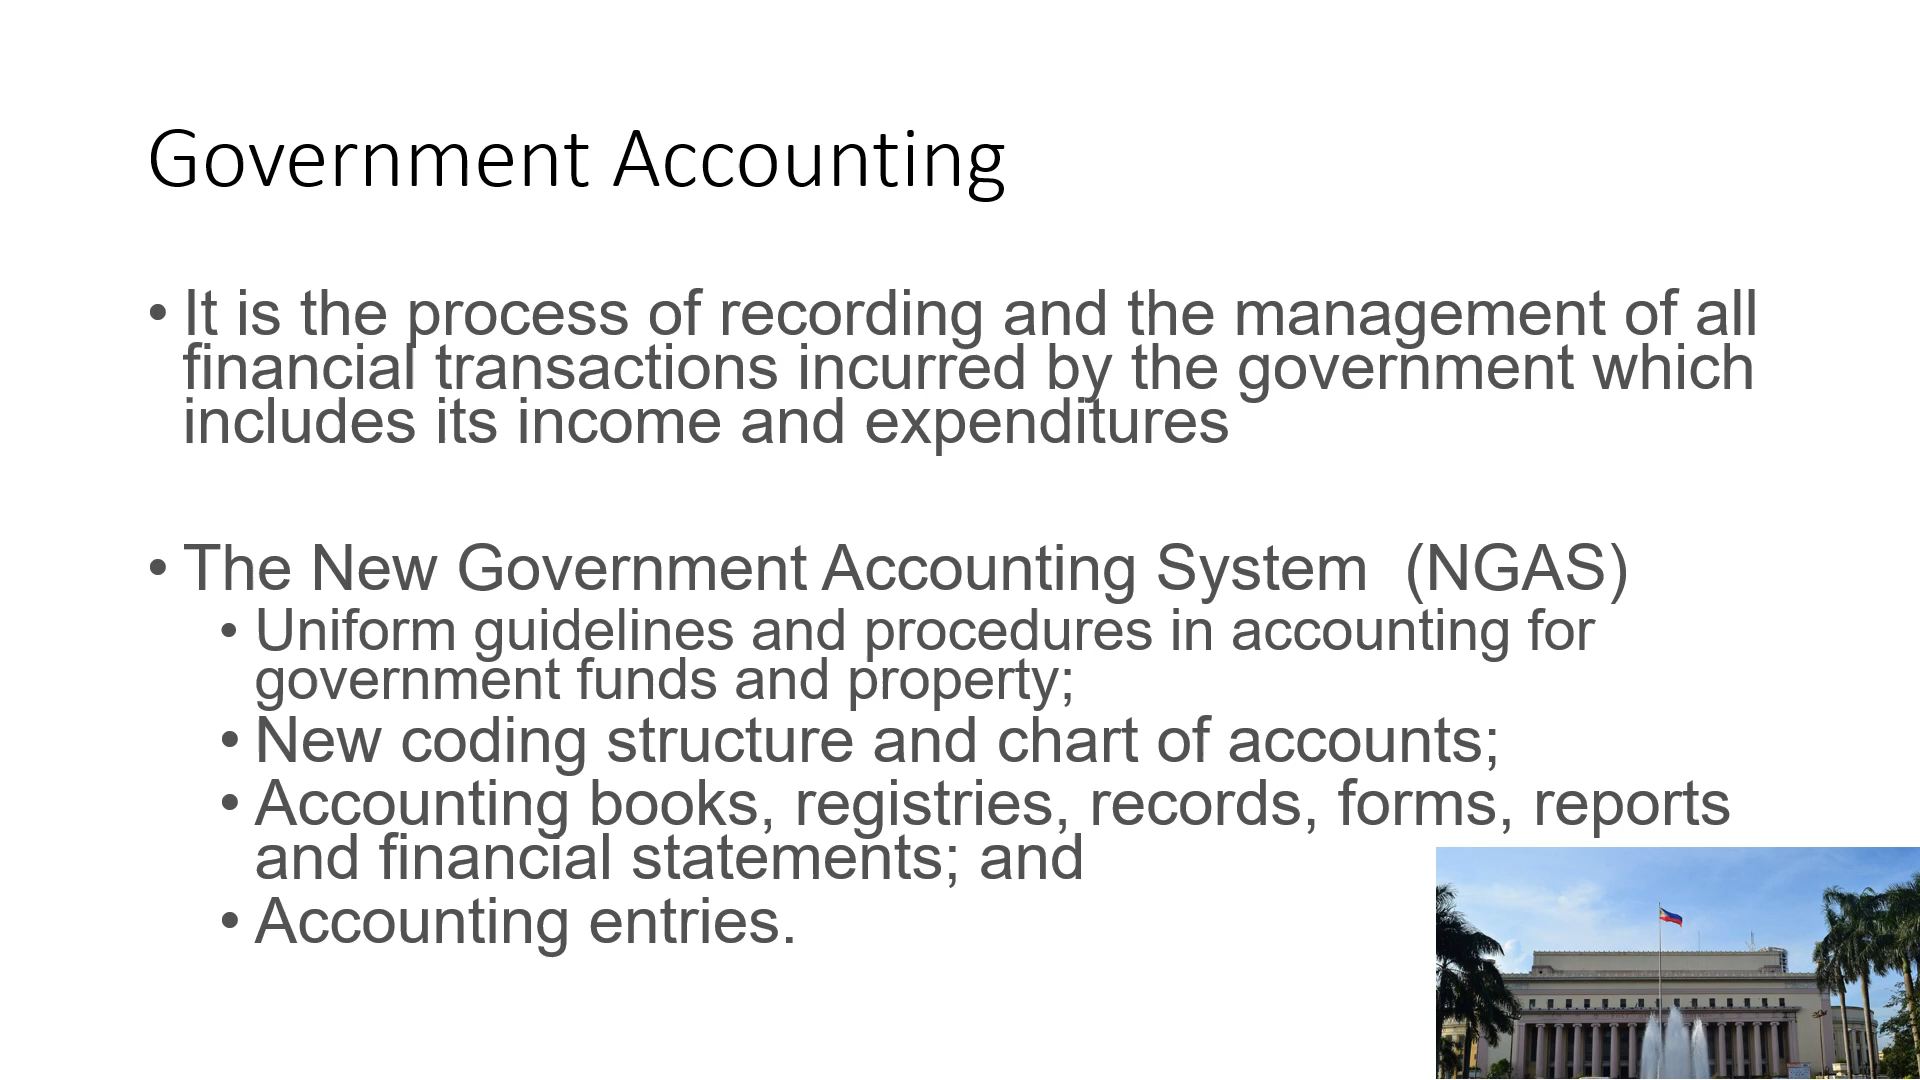 Government Accounting
• It is the process of recording and the management of all
financial transactions incurred by the government which
includes its income and expenditures
• The New Government Accounting System  (NGAS)
• Uniform guidelines and procedures in accounting for
government funds and property;
• New coding structure and chart of accounts;
• Accounting books, registries, records, forms, reports
and financial statements; and
• Accounting entries.